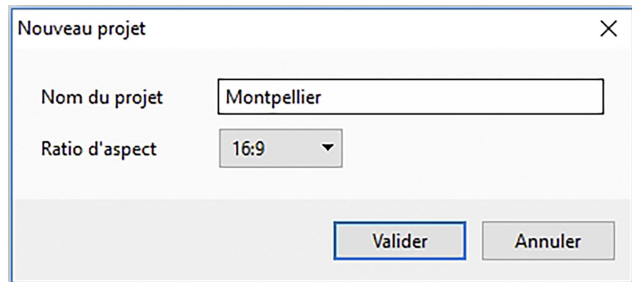 Nouveau projet
Nom du projet Montpellier
Ratio d'aspect 16:9
Valider Annuler